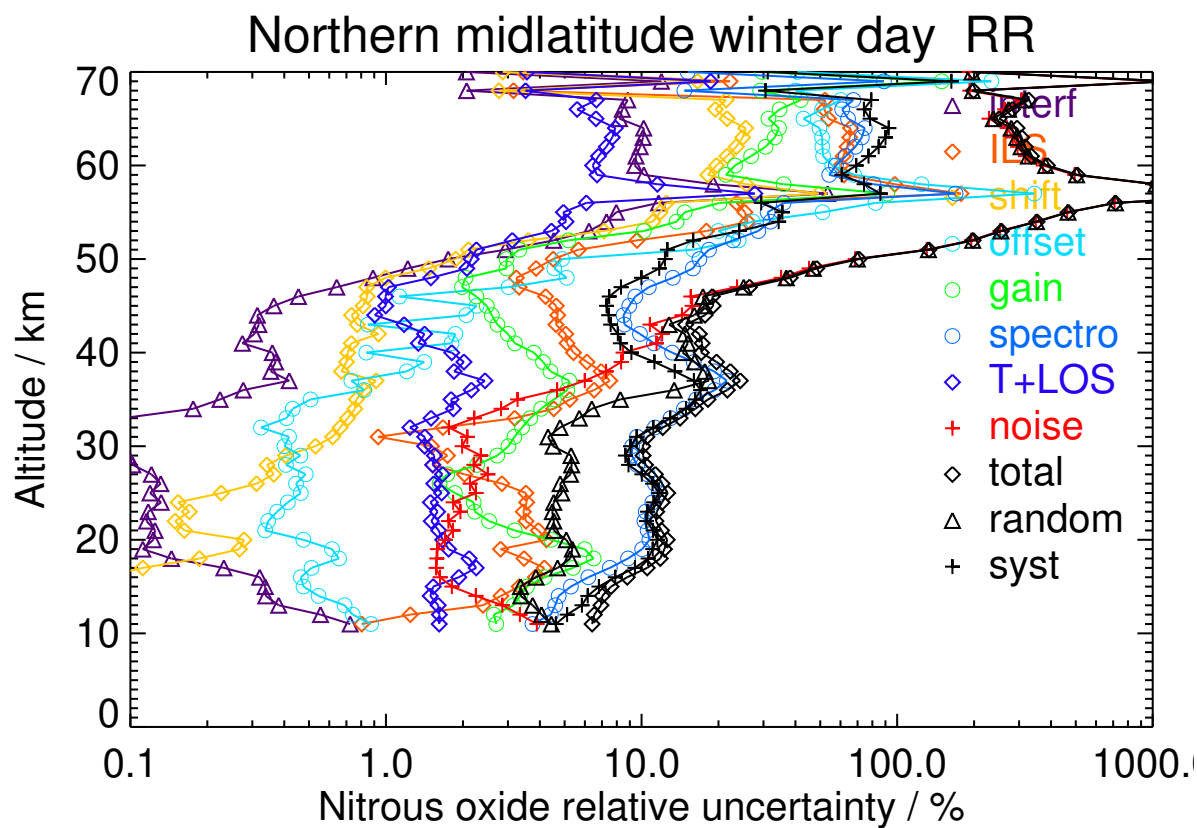 Northern midlatitude winter day RR
70
60
50
40
30
20
10
0
Altitude / km
interf
ILS
shift
offset
gain
spectro
T+LOS
noise
total
random
syst
0.1 1.0 10.0 100.0 1000.0
Nitrous oxide relative uncertainty / %